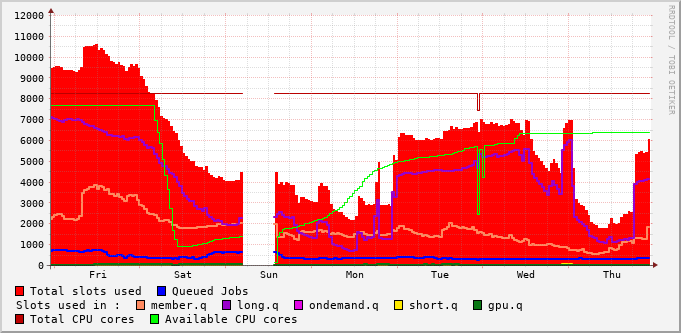 12000
11000
10000
9000
8000
7000
6000
5000
4000
3000
2000
1000
0
Fri Sat Sun Mon Tue Wed Thu
RRDTOOL / TOBI OETIKER
Total slots used Queued Jobs
Slots used in : member.q long.q ondemand.q short.q gpu.q
Total CPU cores Available CPU cores